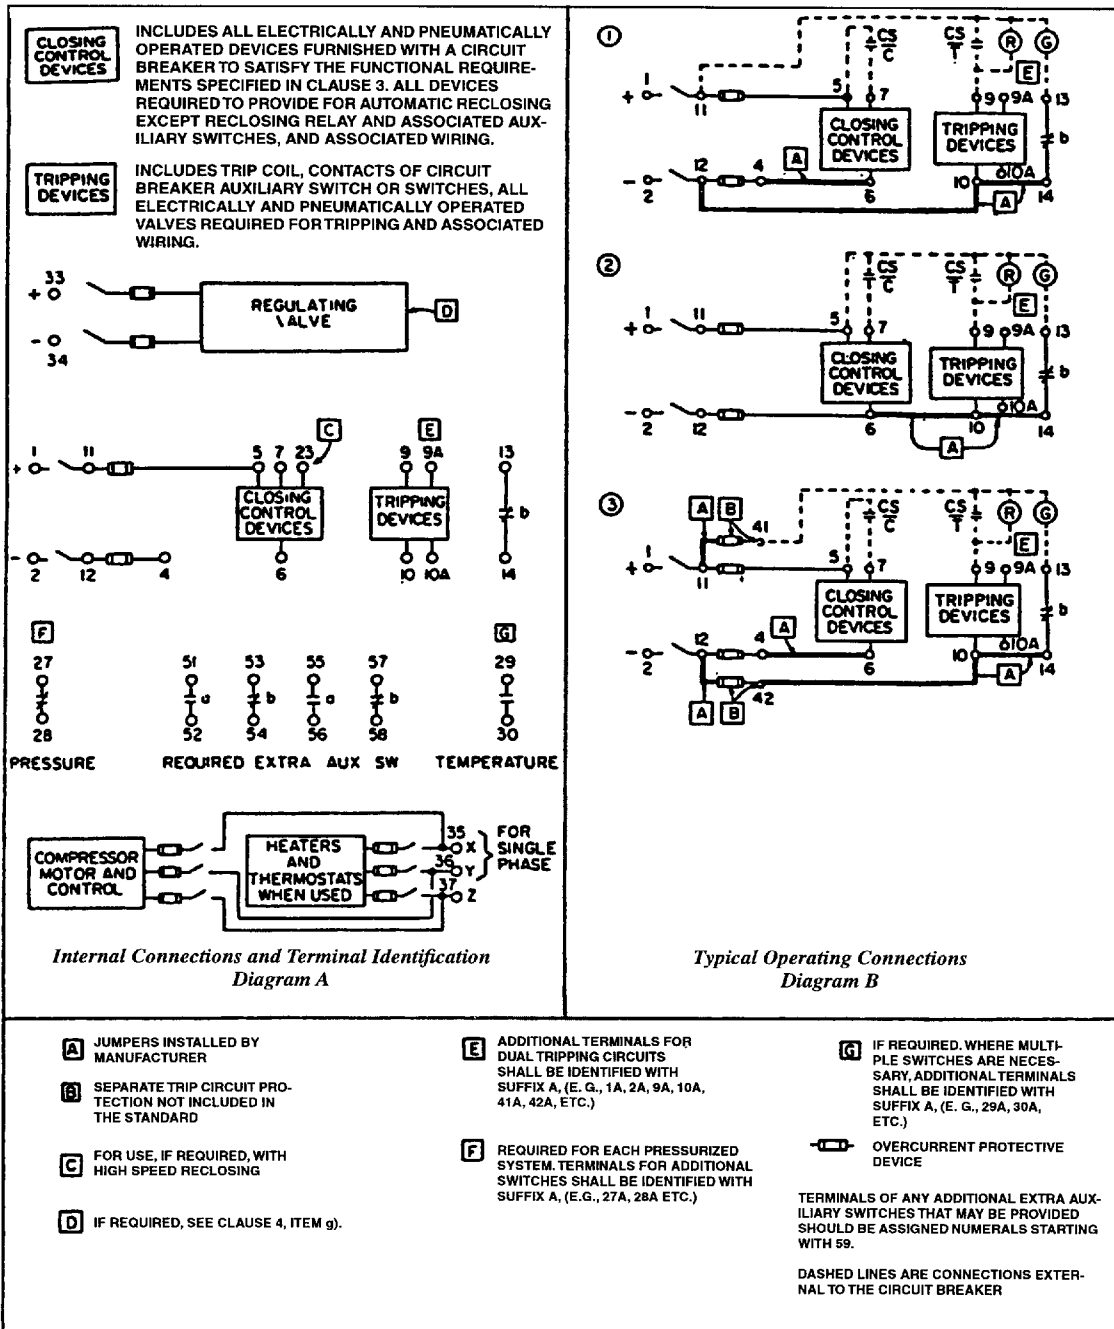 CLOSING
CONTROL
DEVICES
INCLUDES ALL ELECTRICALLY AND PNEUMATICALLY
OPERATED DEVICES FURNISHED WITH A CIRCUIT
BREAKER TO SATISFY THE FUNCTIONAL REQUIRE-
MENTS SPECIFIED IN CLAUSE 3. ALL DEVICES
REQUIRED TO PROVIDE FOR AUTOMATIC RECLOSING
EXCEPT RECLOSING RELAY AND ASSOCIATED AUX-
ILIARY SWITCHES, AND ASSOCIATED WIRING.
TRIPPING
DEVICES
INCLUDES TRIP COIL, CONTACTS OF CIRCUIT
BREAKER AUXILIARY SWITCH OR SWITCHES, ALL
ELECTRICALLY AND PNEUMATICALLY OPERATED
VALVES REQUIRED FOR TRIPPING AND ASSOCIATED
WIRING.
33
+
REGULATING
VALVE
D
-
34
C E
1 11 5 7 23 9 9A 13
+
CLOSING
CONTROL
DEVICES
TRIPPING
DEVICES
b
-
2 12 4 6 10 10A 14
F G
27 51 53 55 57 29
a b a b
28 52 54 56 58 30
PRESSURE REQUIRED EXTRA AUX SW TEMPERATURE
COMPRESSOR
MOTOR AND
CONTROL
HEATERS
AND
THERMOSTATS
WHEN USED
35 X
36 Y
37 Z
FOR
SINGLE
PHASE
Internal Connections and Terminal Identification
Diagram A
1
CS
C
CS
T
R G
E
1 11 5 7 9 9A 13
+
CLOSING
CONTROL
DEVICES
TRIPPING
DEVICES
b
12 4 A 10A
-
2 6 10 A 14
2
CS
C
CS
T
R G
E
1 11 5 7 9 9A 13
+
CLOSING
CONTROL
DEVICES
TRIPPING
DEVICES
b
10A
-
2 12 6 10 14
A
3
A B 41
CS
C
CS
T
R G
E
1 11 5 7 9 9A 13
+
CLOSING
CONTROL
DEVICES
TRIPPING
DEVICES
b
12 4 A 10A
-
2 6 10 A 14
A B 42
Typical Operating Connections
Diagram B
A JUMPERS INSTALLED BY
MANUFACTURER
B SEPARATE TRIP CIRCUIT PRO-
TECTION NOT INCLUDED IN
THE STANDARD
C FOR USE, IF REQUIRED, WITH
HIGH SPEED RECLOSING
D IF REQUIRED, SEE CLAUSE 4, ITEM g).
E ADDITIONAL TERMINALS FOR
DUAL TRIPPING CIRCUITS
SHALL BE IDENTIFIED WITH
SUFFIX A, (E. G., 1A, 2A, 9A, 10A,
41A, 42A, ETC.)
F REQUIRED FOR EACH PRESSURIZED
SYSTEM. TERMINALS FOR ADDITIONAL
SWITCHES SHALL BE IDENTIFIED WITH
SUFFIX A, (E.G., 27A, 28A ETC.)
G IF REQUIRED. WHERE MULTI-
PLE SWITCHES ARE NECES-
SARY, ADDITIONAL TERMINALS
SHALL BE IDENTIFIED WITH
SUFFIX A, (E. G., 29A, 30A,
ETC.)
OVERCURRENT PROTECTIVE
DEVICE
TERMINALS OF ANY ADDITIONAL EXTRA AUX-
ILIARY SWITCHES THAT MAY BE PROVIDED
SHOULD BE ASSIGNED NUMERALS STARTING
WITH 59.
DASHED LINES ARE CONNECTIONS EXTER-
NAL TO THE CIRCUIT BREAKER